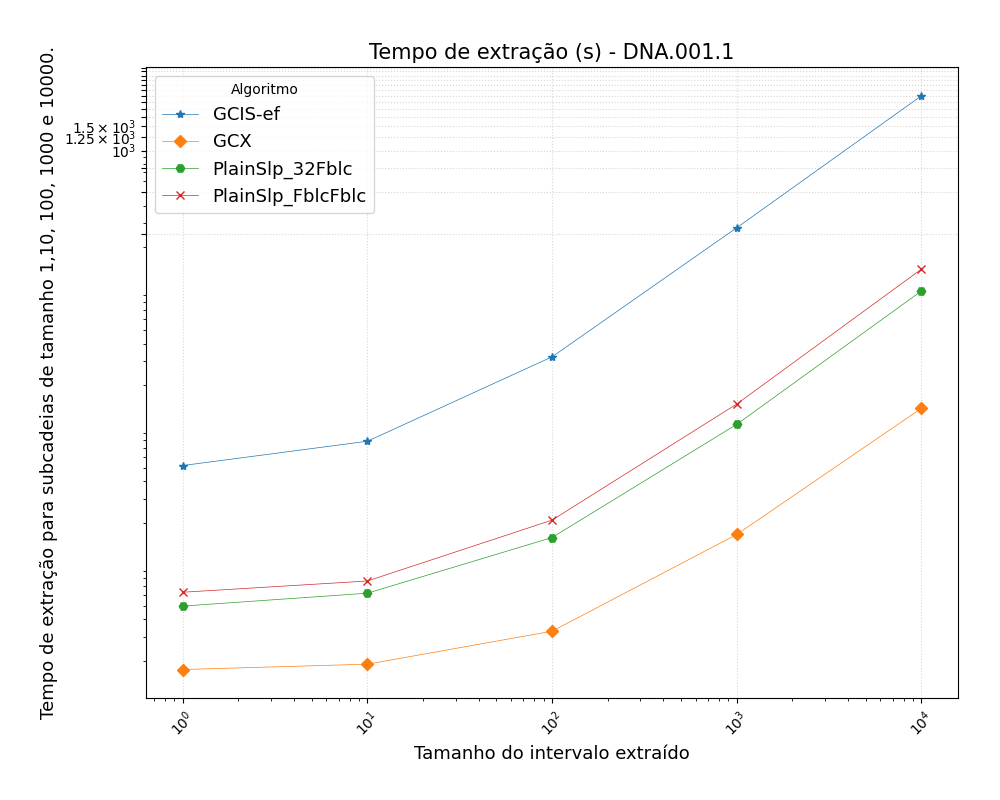 Tempo de extração (s) - DNA.001.1
Tempo de extração para subcadeias de tamanho 1,10, 100, 1000 e 10000.
1.5 × 10³
1.25 × 10³
10³
Algoritmo
GCIS-ef
GCX
PlainSlp_32Fblc
PlainSlp_FblcFblc
10⁰ 10¹ 10² 10³ 10⁴
Tamanho do intervalo extraído